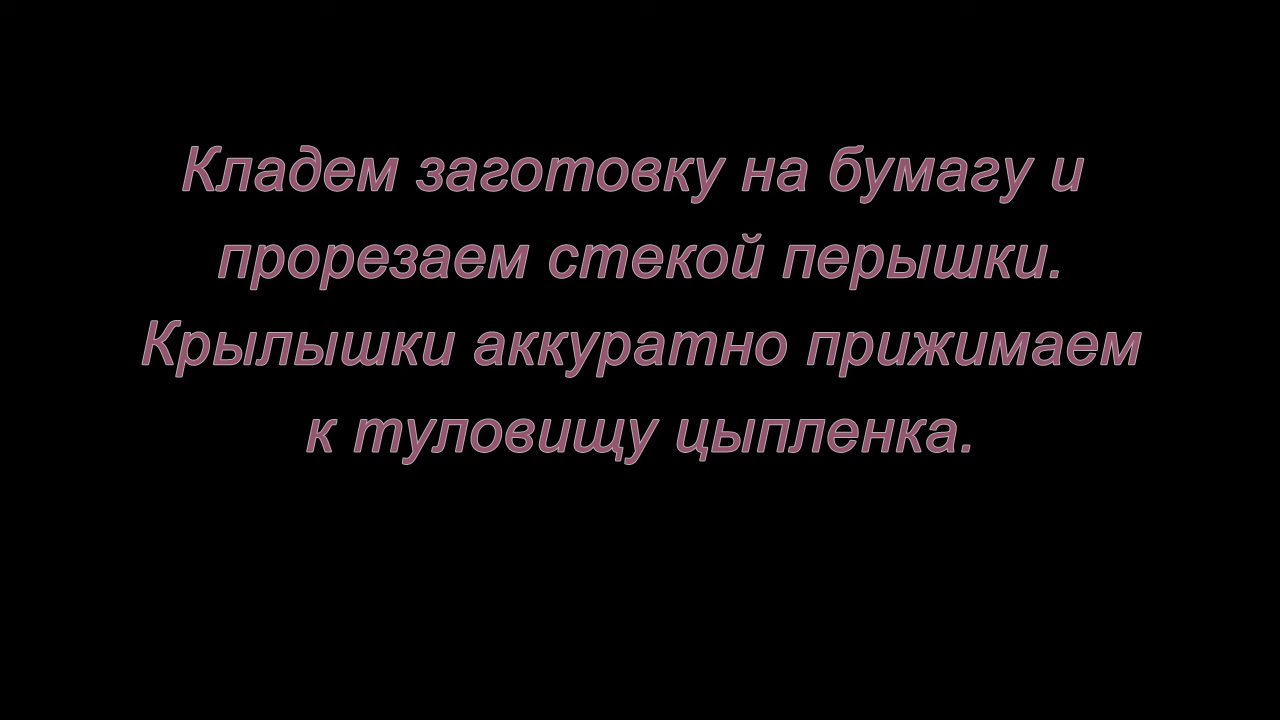 Кладем заготовку на бумагу и
прорезаем стекой перышки.
Крылышки аккуратно прижимаем
к туловищу цыпленка.